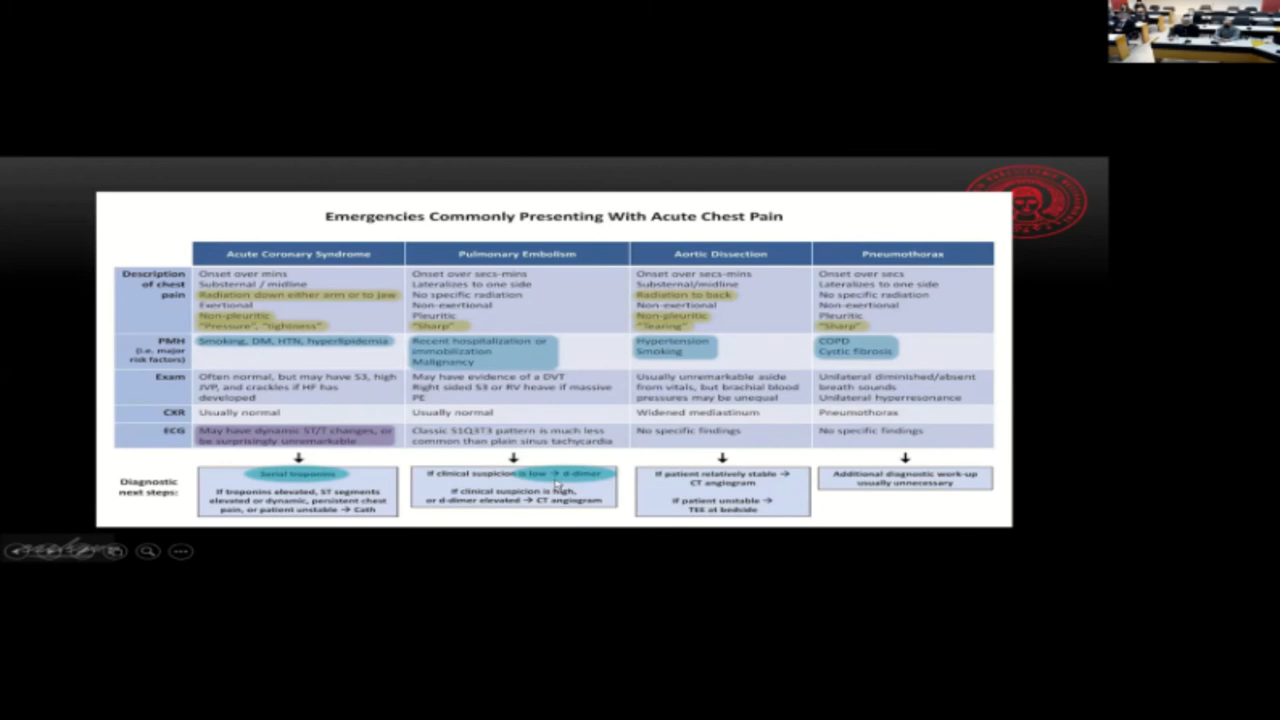 Emergencies Commonly Presenting With Acute Chest Pain
Acute Coronary Syndrome
Pulmonary Embolism
Aortic Dissection
Pneumothorax
Description
of chest
pain
Onset over mins
Substernal / midline
Radiation down either arm or to jaw
Exertional
Non-pleuritic
"Pressure", "tightness"
Onset over secs-mins
Lateralizes to one side
No specific radiation
Non-exertional
Pleuritic
"Sharp"
Onset over secs-mins
Substernal/midline
Radiation to back
Non-exertional
Non-pleuritic
"Tearing"
Onset over secs
Lateralizes to one side
No specific radiation
Non-exertional
Pleuritic
"Sharp"
PMH
(i.e. major
risk factors)
Smoking, DM, HTN, hyperlipidemia
Recent hospitalization or
immobilization
Malignancy
Hypertension
Smoking
COPD
Cystic fibrosis
Exam
Often normal, but may have S3, high
JVP, and crackles if HF has
developed
May have evidence of a DVT
Right sided S3 or RV heave if massive
PE
Usually unremarkable aside
from vitals, but brachial blood
pressures may be unequal
Unilateral diminished/absent
breath sounds
Unilateral hyperresonance
CXR
Usually normal
Usually normal
Widened mediastinum
Pneumothorax
ECG
May have dynamic ST/T changes, or
be surprisingly unremarkable
Classic S1Q3T3 pattern is much less
common than plain sinus tachycardia
No specific findings
No specific findings
Diagnostic
next steps:
Serial troponins
If troponins elevated, ST segments
elevated or dynamic, persistent chest
pain, or patient unstable → Cath
If clinical suspicion is low → d-dimer
If clinical suspicion is high,
or d-dimer elevated → CT angiogram
If patient relatively stable →
CT angiogram
If patient unstable →
TEE at bedside
Additional diagnostic work-up
usually unnecessary